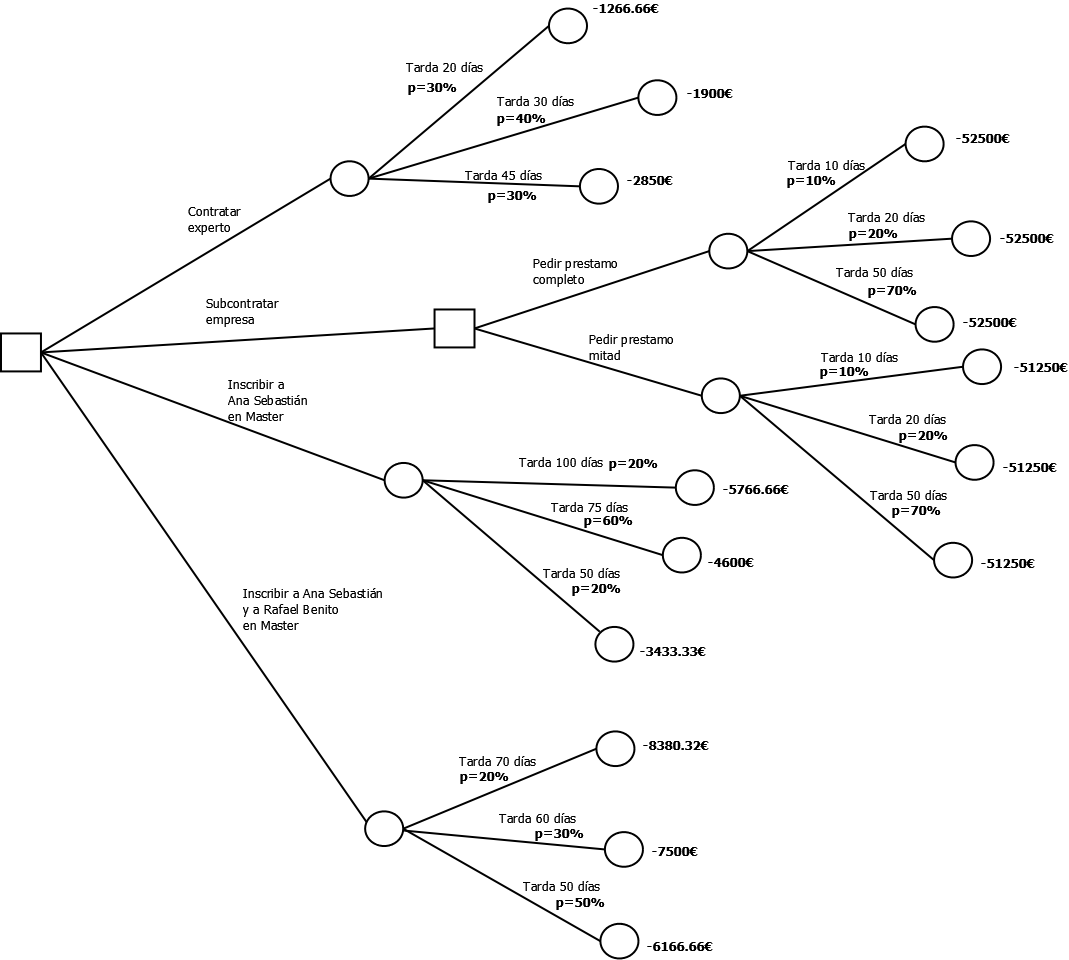 -1266.66€
Tarda 20 días
p=30%
Tarda 30 días
p=40%
-1900€
Tarda 45 días
p=30%
-2850€
Contratar
experto
Subcontratar
empresa
Pedir prestamo
completo
Tarda 10 días
p=10%
-52500€
Tarda 20 días
p=20%
-52500€
Tarda 50 días
p=70%
-52500€
Pedir prestamo
mitad
Tarda 10 días
p=10%
-51250€
Tarda 20 días
p=20%
-51250€
Tarda 50 días
p=70%
-51250€
Inscribir a
Ana Sebastián
en Master
Tarda 100 días p=20%
-5766.66€
Tarda 75 días
p=60%
-4600€
Tarda 50 días
p=20%
-3433.33€
Inscribir a Ana Sebastián
y a Rafael Benito
en Master
Tarda 70 días
p=20%
-8380.32€
Tarda 60 días
p=30%
-7500€
Tarda 50 días
p=50%
-6166.66€